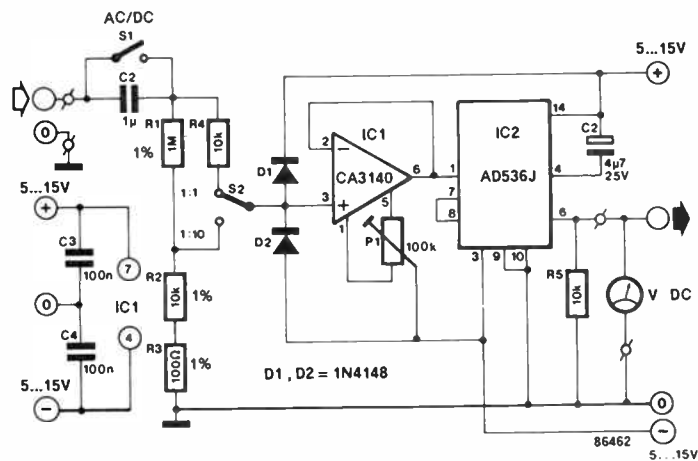 AC/DC
S1
C2
1µ
R1
1M
1%
R4
10k
0
5...15V
+
C3
100n
7
0
IC1
C4
100n
4
5...15V
−
1:1
S2
1:10
R2
10k
1%
R3
100Ω
1%
D1
D2
D1, D2 = 1N4148
IC1
CA3140
2
−
3
+
6
5
1
P1
100k
IC2
AD536J
1
7
8
3
9
10
14
4
6
5...15V
+
C2
4µ7
25V
R5
10k
V DC
0
−
86462
5...15V